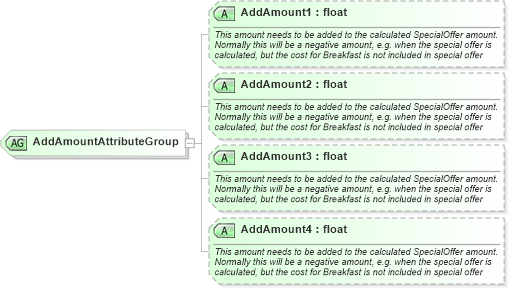 A AddAmount1 : float
This amount needs to be added to the calculated SpecialOffer amount.
Normally this will be a negative amount, e.g. when the special offer is
calculated, but the cost for Breakfast is not included in special offer
A AddAmount2 : float
This amount needs to be added to the calculated SpecialOffer amount.
Normally this will be a negative amount, e.g. when the special offer is
calculated, but the cost for Breakfast is not included in special offer
AG AddAmountAttributeGroup
A AddAmount3 : float
This amount needs to be added to the calculated SpecialOffer amount.
Normally this will be a negative amount, e.g. when the special offer is
calculated, but the cost for Breakfast is not included in special offer
A AddAmount4 : float
This amount needs to be added to the calculated SpecialOffer amount.
Normally this will be a negative amount, e.g. when the special offer is
calculated, but the cost for Breakfast is not included in special offer